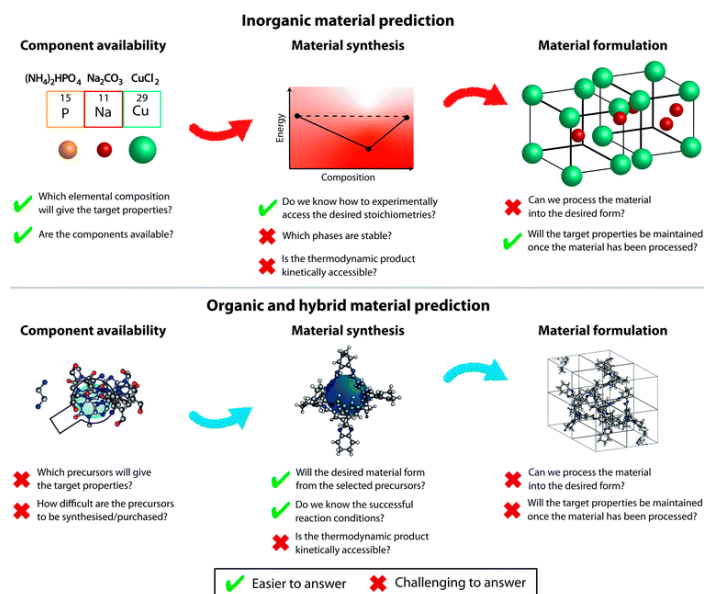 Inorganic material prediction
Component availability
Material synthesis
Material formulation
(NH₄)₂HPO₄ Na₂CO₃ CuCl₂
15 11 29
P Na Cu
Energy
Composition
Which elemental composition
will give the target properties?
Are the components available?
Do we know how to experimentally
access the desired stoichiometries?
Which phases are stable?
Is the thermodynamic product
kinetically accessible?
Can we process the material
into the desired form?
Will the target properties be maintained
once the material has been processed?
Organic and hybrid material prediction
Component availability
Material synthesis
Material formulation
Which precursors will give
the target properties?
How difficult are the precursors
to be synthesised/purchased?
Will the desired material form
from the selected precursors?
Do we know the successful
reaction conditions?
Is the thermodynamic product
kinetically accessible?
Can we process the material
into the desired form?
Will the target properties be maintained
once the material has been processed?
Easier to answer
Challenging to answer